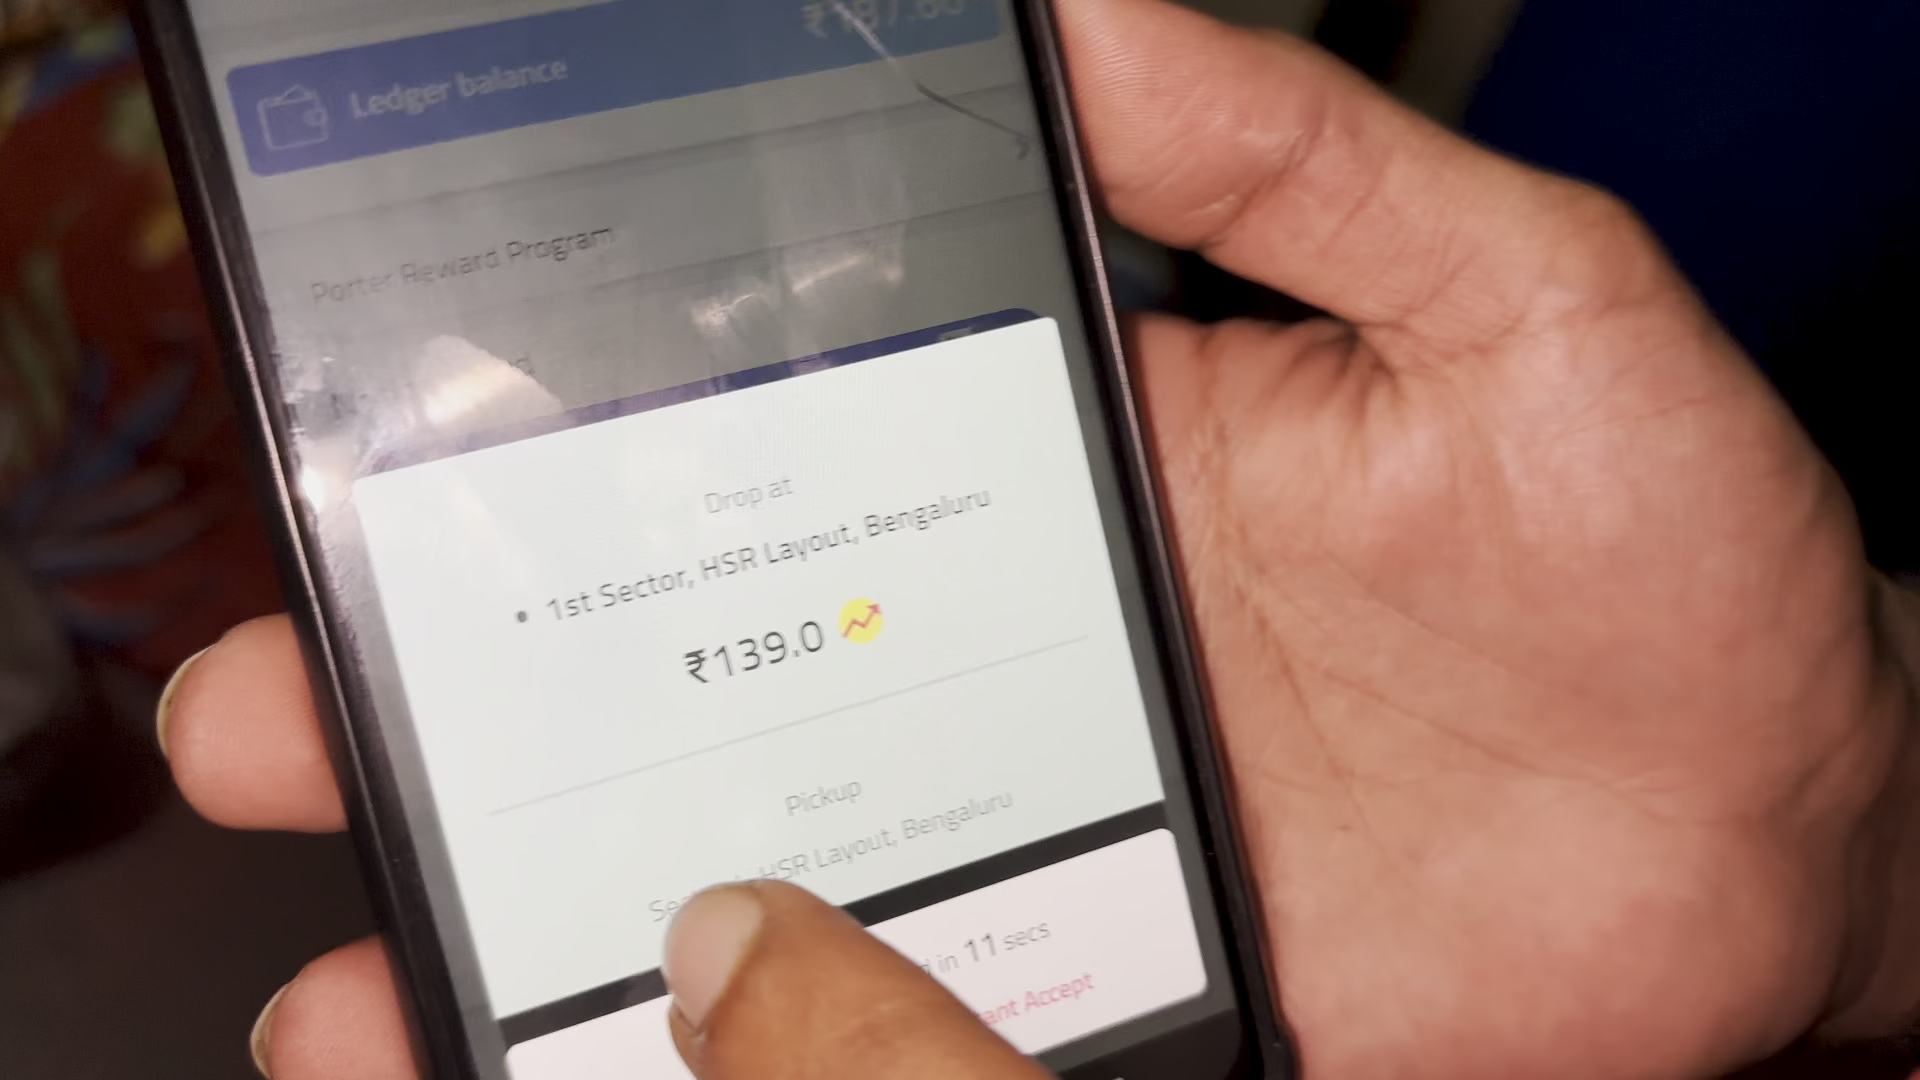 Ledger balance
Porter Reward Program
Drop at
• 1st Sector, HSR Layout, Bengaluru
₹139.0
Pickup
HSR Layout, Bengaluru
in 11 secs
Accept